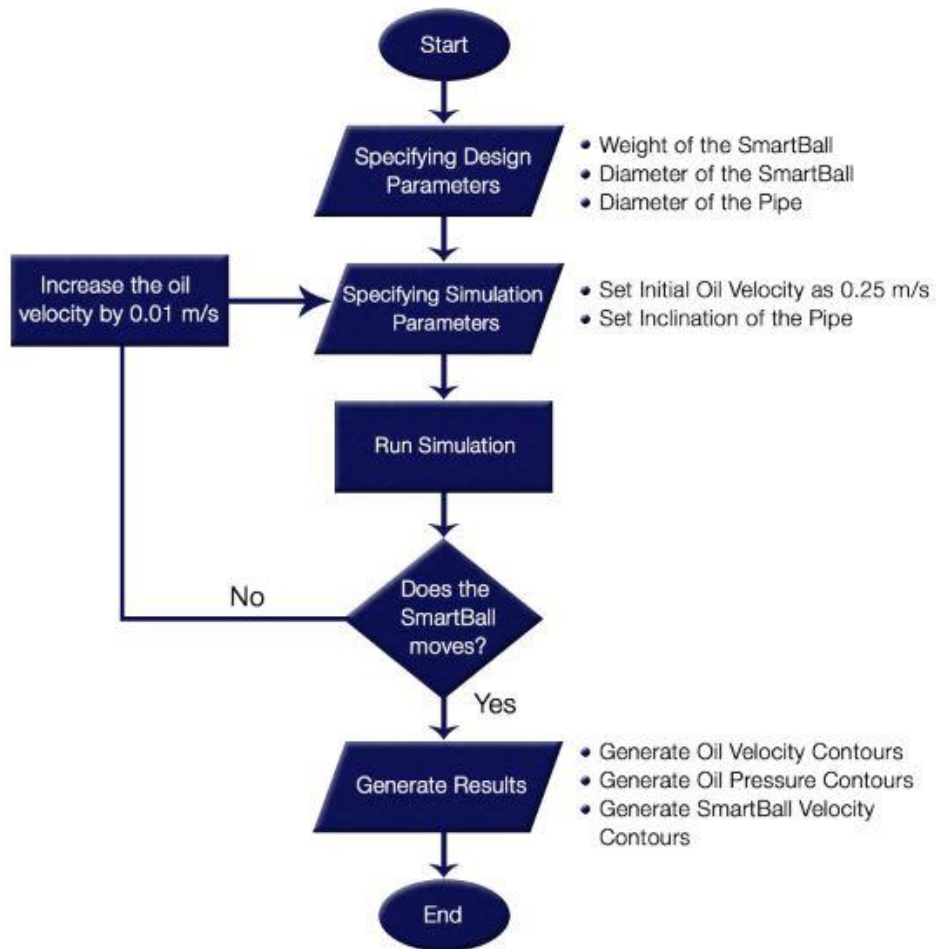 Start
Specifying Design
Parameters
• Weight of the SmartBall
• Diameter of the SmartBall
• Diameter of the Pipe
Increase the oil
velocity by 0.01 m/s
Specifying Simulation
Parameters
• Set Initial Oil Velocity as 0.25 m/s
• Set Inclination of the Pipe
Run Simulation
Does the
SmartBall
moves?
No
Yes
Generate Results
• Generate Oil Velocity Contours
• Generate Oil Pressure Contours
• Generate SmartBall Velocity
Contours
End